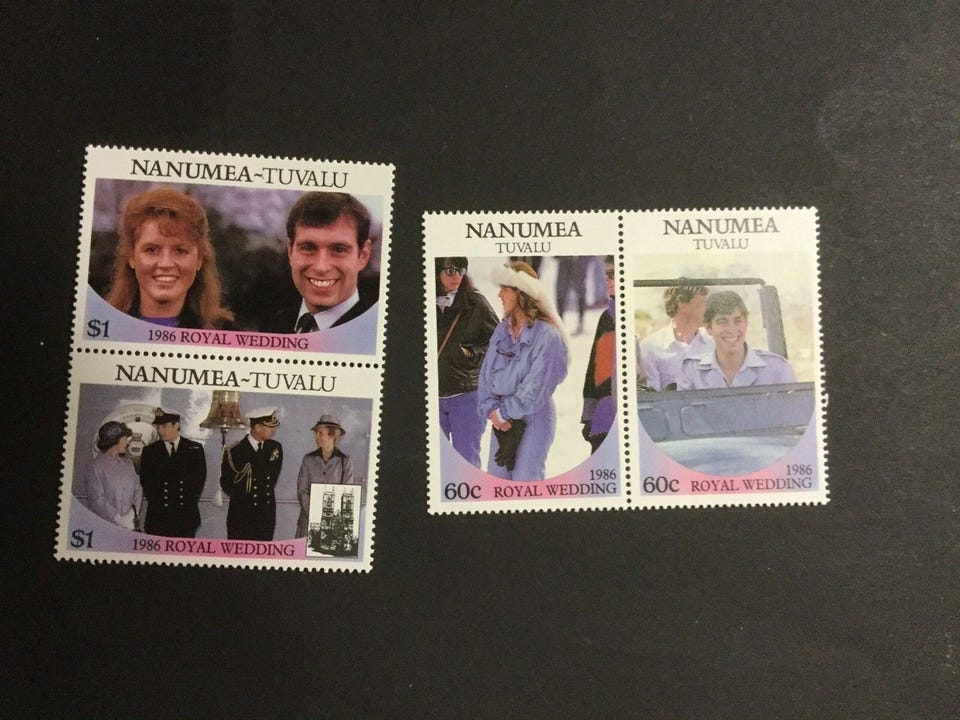 NANUMEA~TUVALU
$1
1986 ROYAL WEDDING
NANUMEA~TUVALU
$1
1986 ROYAL WEDDING
NANUMEA
TUVALU
1986
60c ROYAL WEDDING
NANUMEA
TUVALU
1986
60c ROYAL WEDDING